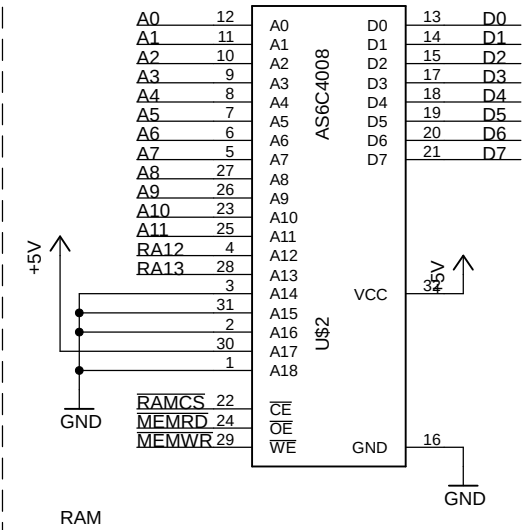 A0 12 A0 D0 13 D0
A1 11 A1 D1 14 D1
A2 10 A2 D2 15 D2
A3 9 A3 D3 17 D3
A4 8 A4 D4 18 D4
A5 7 A5 D5 19 D5
A6 6 A6 D6 20 D6
A7 5 A7 D7 21 D7
AS6C4008
A8 27 A8
A9 26 A9
A10 23 A10
A11 25 A11
RA12 4 A12
RA13 28 A13
+5V
3 A14 VCC 32 +5V
31 A15
2 A16
30 A17
1 A18
U$2
GND
RAMCS 22 CE
MEMRD 24 OE
MEMWR 29 WE GND 16
GND
RAM